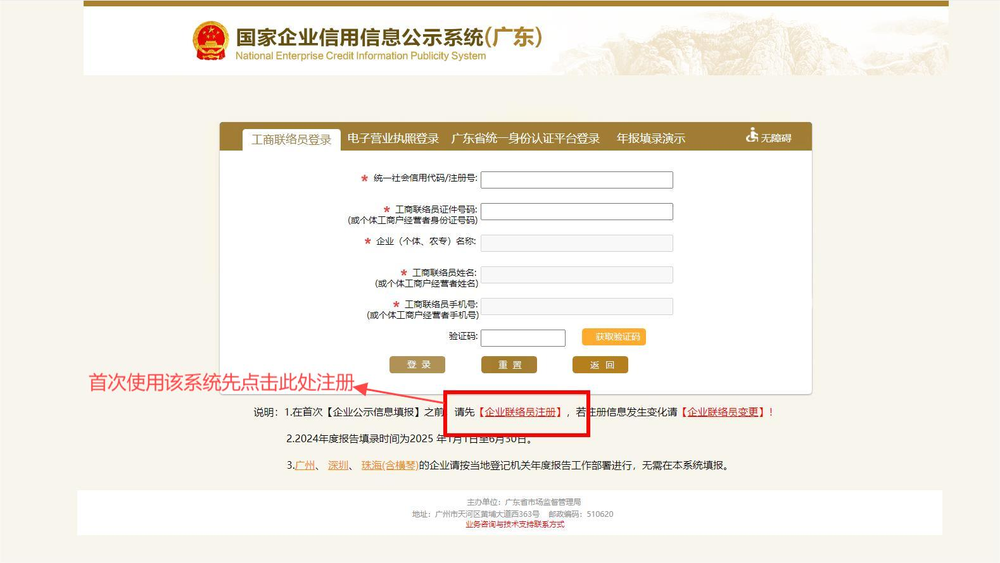 国家企业信用信息公示系统(广东)
National Enterprise Credit Information Publicity System
工商联络员登录 电子营业执照登录 广东省统一身份认证平台登录 年报填录演示 无障碍
* 统一社会信用代码/注册号:
* 工商联络员证件号码:
(或个体工商户经营者身份证号码)
* 企业（个体、农专）名称:
* 工商联络员姓名:
(或个体工商户经营者姓名)
* 工商联络员手机号:
(或个体工商户经营者手机号)
验证码: 获取验证码
登 录 重 置 返 回
首次使用该系统先点击此处注册
说明：1.在首次【企业公示信息填报】之前 请先【企业联络员注册】，若注册信息发生变化请【企业联络员变更】！
2.2024年度报告填录时间为2025 年1月1日至6月30日。
3.广州、 深圳、 珠海(含横琴)的企业请按当地登记机关年度报告工作部署进行，无需在本系统填报。
主办单位：广东省市场监督管理局
地址：广州市天河区黄埔大道西363号 邮政编码：510620
业务咨询与技术支持联系方式